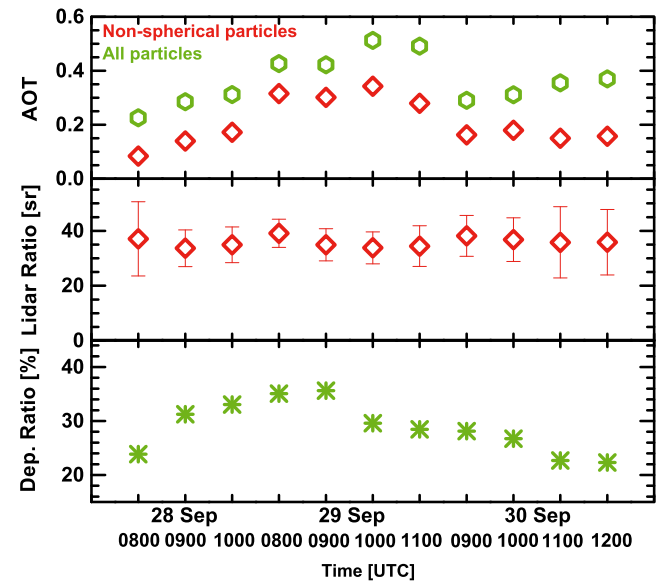 0.6
Non-spherical particles
All particles
0.4
AOT
0.2
0.0
Lidar Ratio [sr]
40
20
0
Dep. Ratio [%]
40
30
20
28 Sep 29 Sep 30 Sep
0800 0900 1000 0800 0900 1000 1100 0900 1000 1100 1200
Time [UTC]